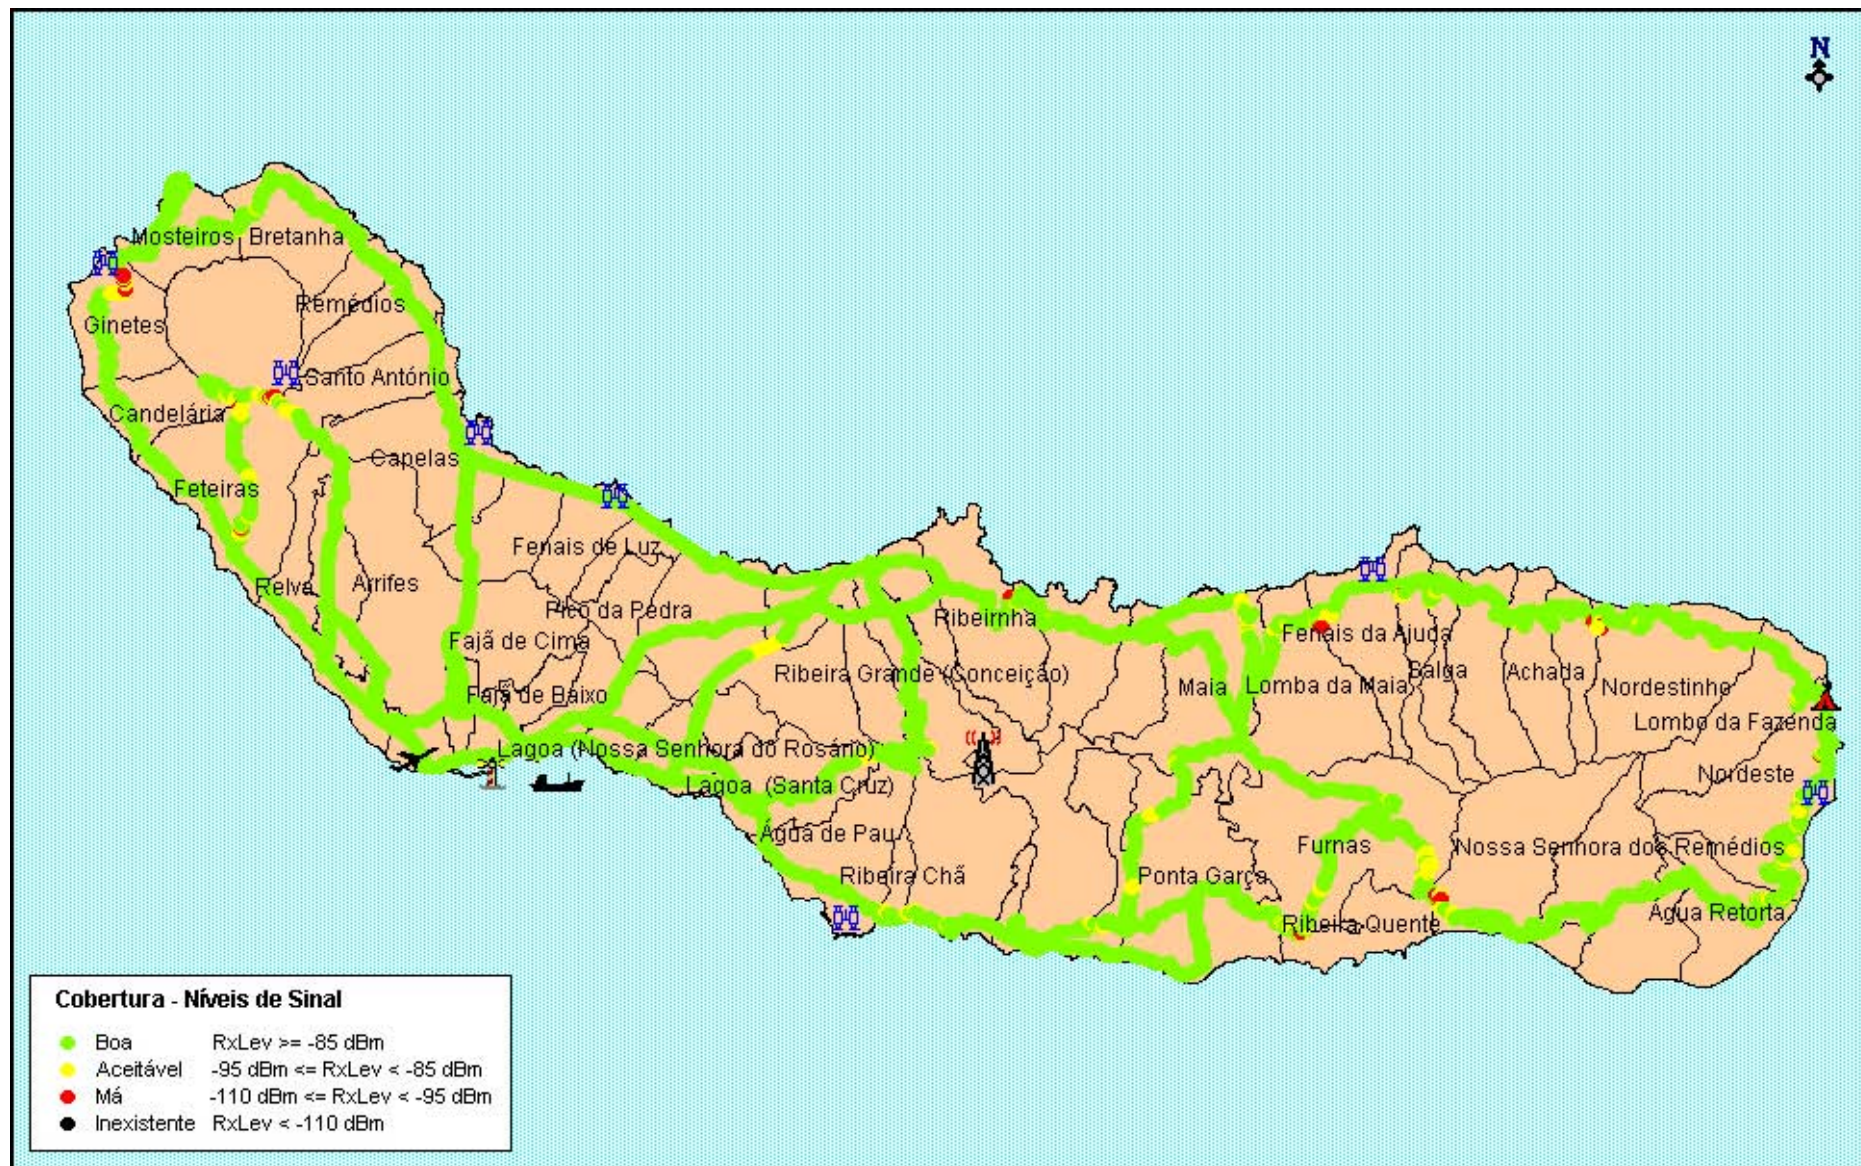 N
Mosteiros
Bretanha
Remédios
Ginetes
Santo António
Candelária
Capelas
Feteiras
Fenais de Luz
Relva
Arrifes
Pico da Pedra
Ribeirnha
Fajã de Cima
Fenais da Ajuda
Ribeira Grande (Conceição)
Salga
Achada
Maia
Lomba da Maia
Nordestinho
Fajã de Baixo
Lombo da Fazenda
Lagoa (Nossa Senhora do Rosário)
Nordeste
Lagoa (Santa Cruz)
Água de Pau
Furnas
Nossa Senhora dos Remédios
Ribeira Chã
Ponta Garça
Água Retorta
Ribeira Quente
Cobertura - Níveis de Sinal
Boa RxLev >= -85 dBm
Aceitável -95 dBm <= RxLev < -85 dBm
Má -110 dBm <= RxLev < -95 dBm
Inexistente RxLev < -110 dBm